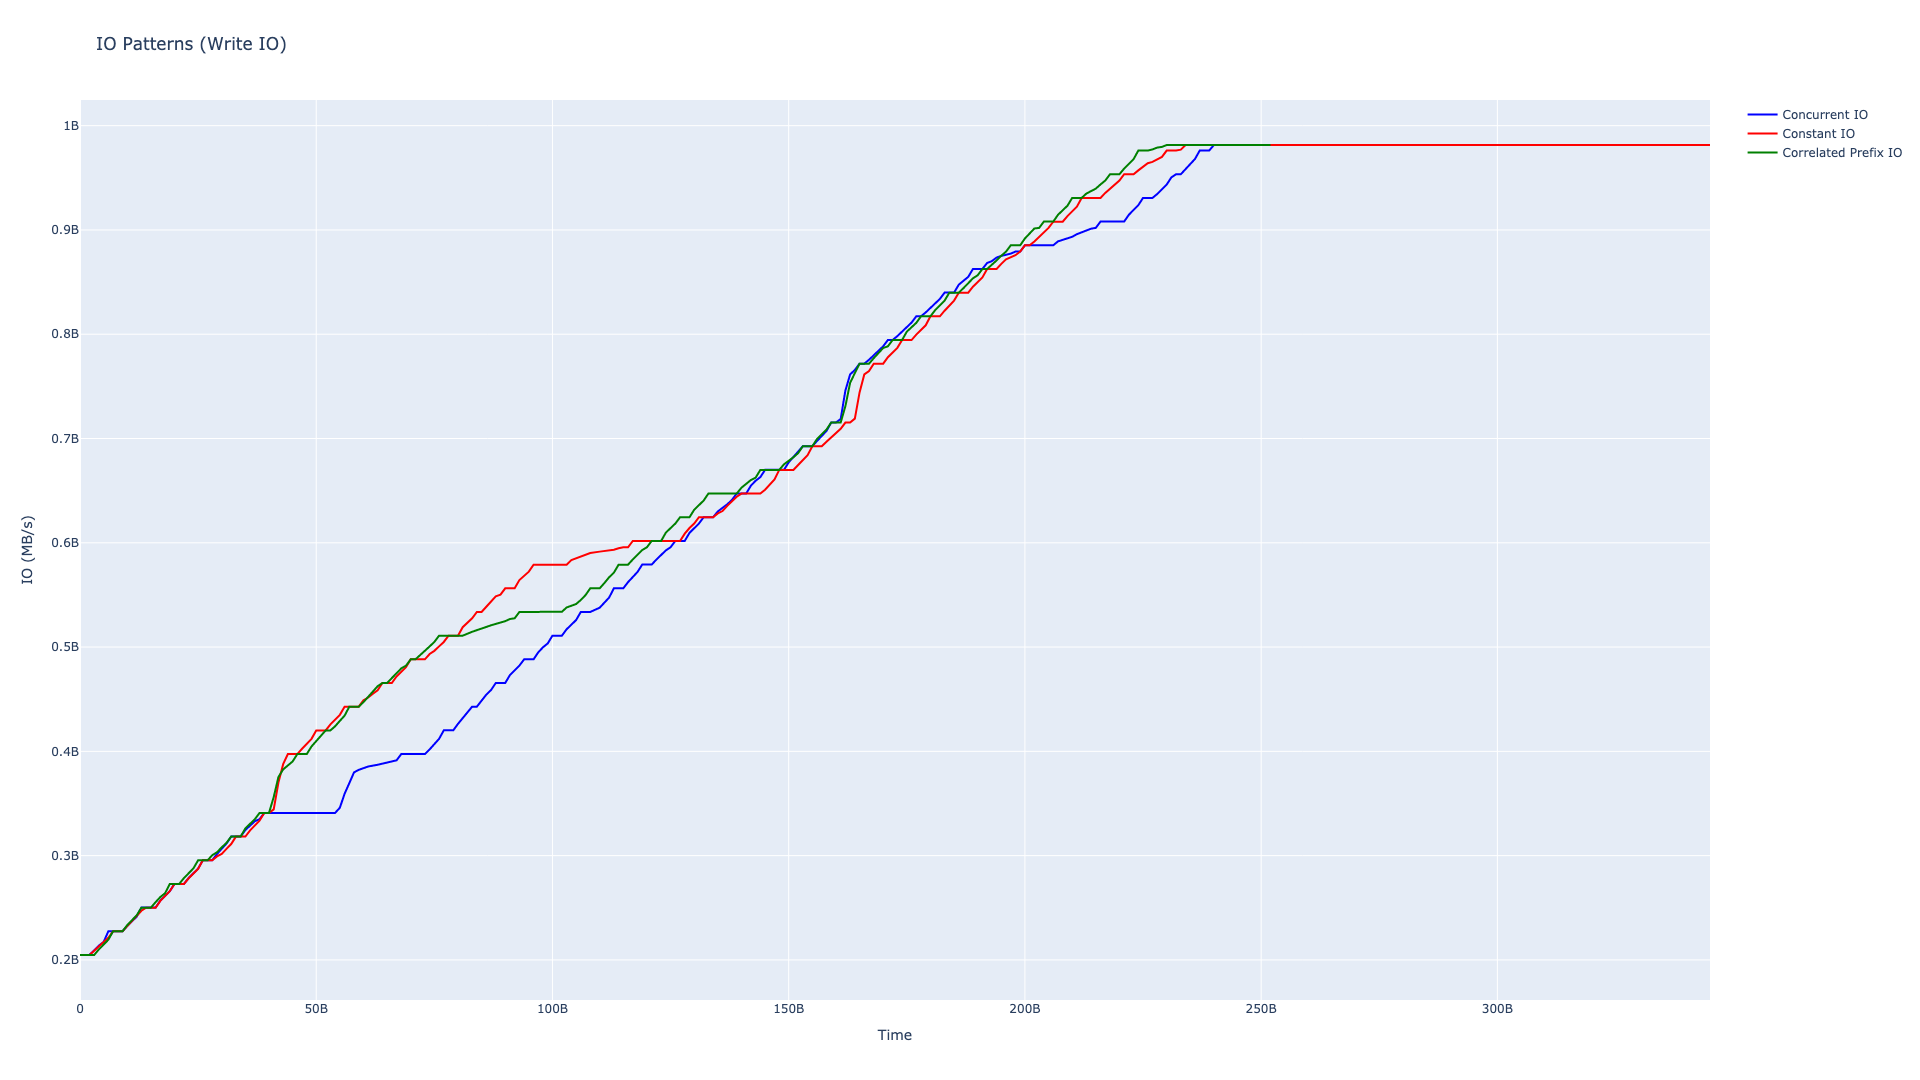 IO Patterns (Write IO)
1B
0.9B
0.8B
0.7B
0.6B
0.5B
0.4B
0.3B
0.2B
IO (MB/s)
0
50B
100B
150B
200B
250B
300B
Time
Concurrent IO
Constant IO
Correlated Prefix IO